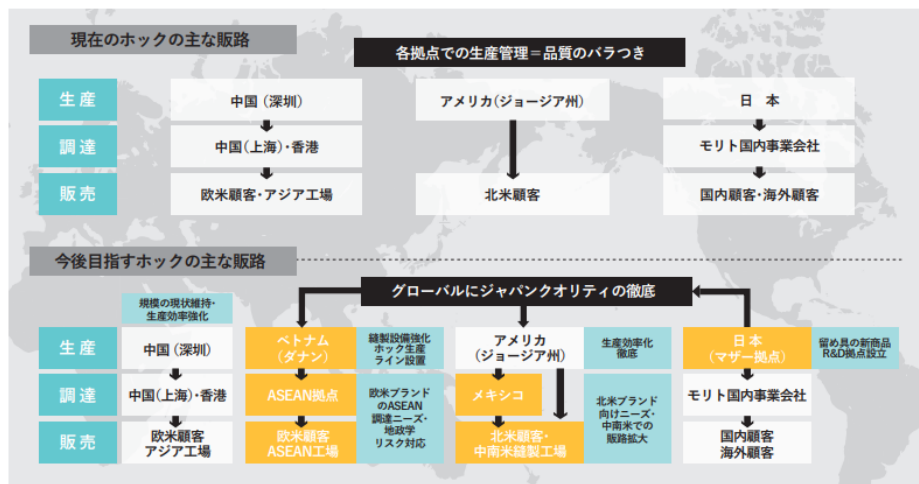 現在のホックの主な販路
各拠点での生産管理＝品質のバラつき
生産
中国（深圳）
アメリカ（ジョージア州）
日　本
調達
中国（上海）・香港
モリト国内事業会社
販売
欧米顧客・アジア工場
北米顧客
国内顧客・海外顧客
今後目指すホックの主な販路
グローバルにジャパンクオリティの徹底
規模の現状維持・
生産効率強化
生産
中国（深圳）
ベトナム
（ダナン）
縫製設備強化
ホック生産
ライン設置
アメリカ
（ジョージア州）
生産効率化
徹底
日本
（マザー拠点）
留め具の新商品
R&D拠点設立
調達
中国（上海）・香港
ASEAN拠点
欧米ブランド
のASEAN
調達ニーズ・
地政学
リスク対応
メキシコ
北米ブランド
向けニーズ・
中南米での
販路拡大
モリト国内事業会社
販売
欧米顧客
アジア工場
欧米顧客
ASEAN工場
北米顧客・
中南米縫製工場
国内顧客
海外顧客